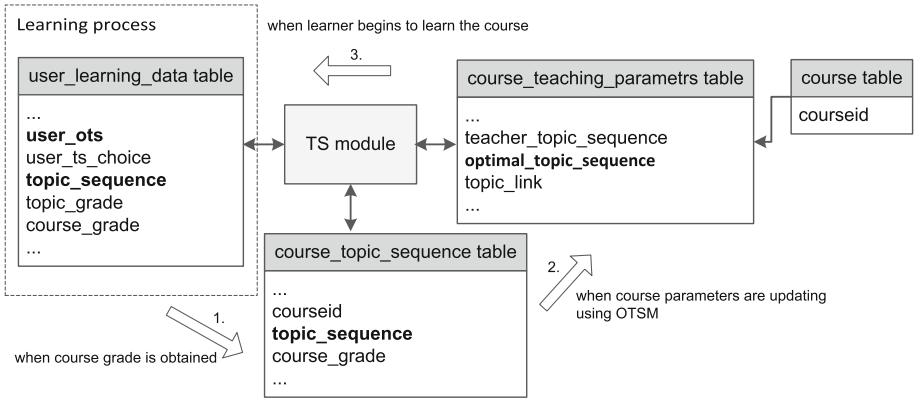 Learning process
when learner begins to learn the course
3.
user_learning_data table
...
user_ots
user_ts_choice
topic_sequence
topic_grade
course_grade
...
TS module
course_teaching_parametrs table
...
teacher_topic_sequence
optimal_topic_sequence
topic_link
...
course table
courseid
course_topic_sequence table
...
courseid
topic_sequence
course_grade
...
1.
when course grade is obtained
2.
when course parameters are updating
using OTSM